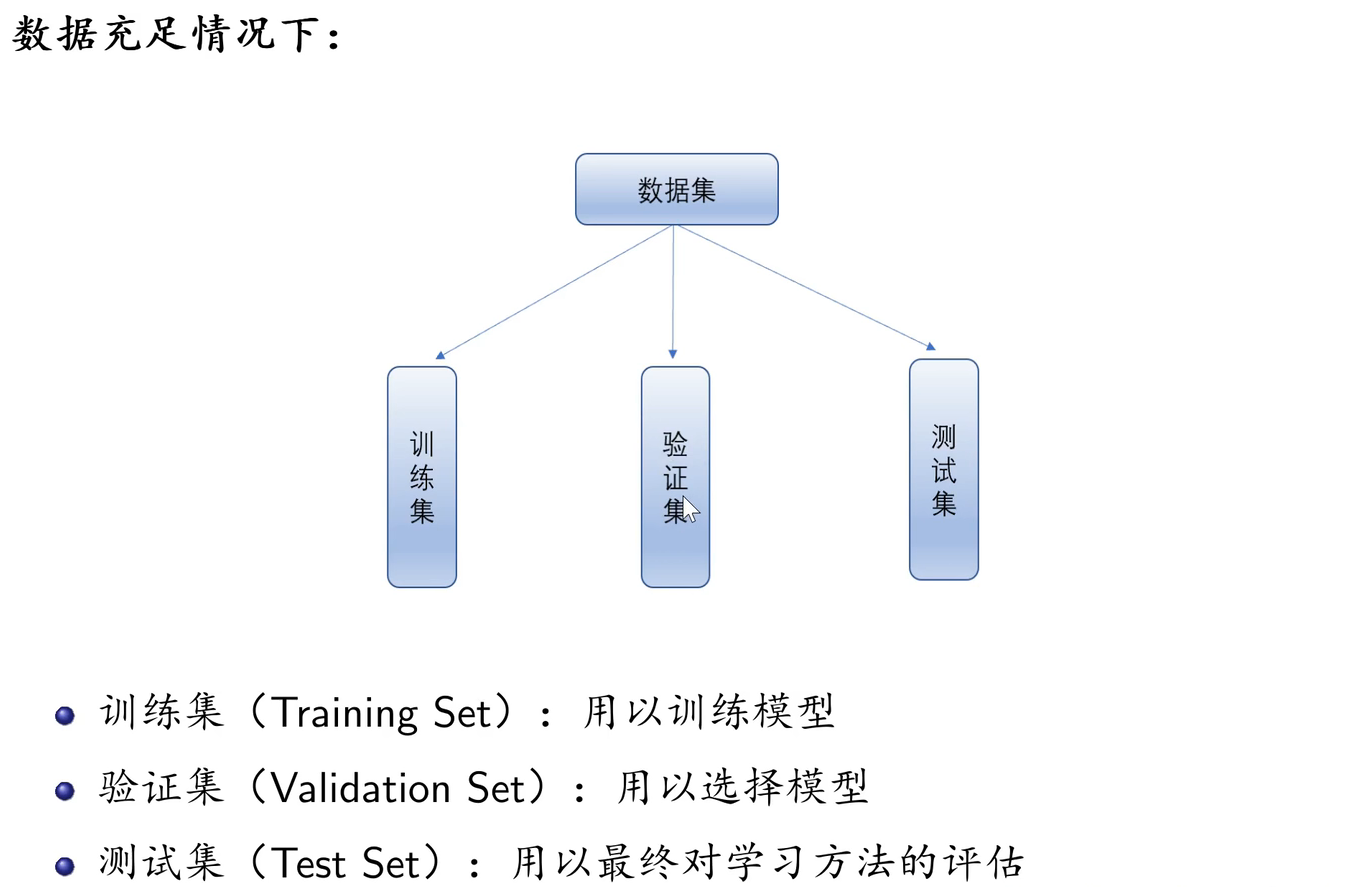 数据充足情况下：
数据集
训练集
验证集
测试集
训练集（Training Set）：用以训练模型
验证集（Validation Set）：用以选择模型
测试集（Test Set）：用以最终对学习方法的评估